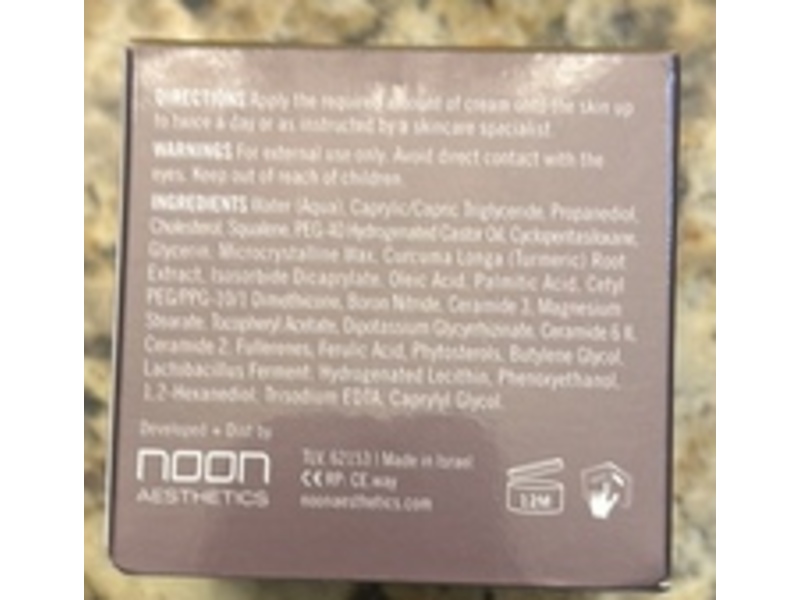 DIRECTIONS Apply the required amount of cream onto the skin up
to twice a day or as instructed by a skincare specialist.
WARNINGS For external use only. Avoid direct contact with the
eyes. Keep out of reach of children.
INGREDIENTS Water (Aqua), Caprylic/Capric Triglyceride, Propanediol,
Cholesterol, Squalene, PEG-40 Hydrogenated Castor Oil, Cyclopentasiloxane,
Glycerin, Microcrystalline Wax, Curcuma Longa (Turmeric) Root
Extract, Isosorbide Dicaprylate, Oleic Acid, Palmitic Acid, Cetyl
PEG/PPG-10/1 Dimethicone, Boron Nitride, Ceramide 3, Magnesium
Stearate, Tocopheryl Acetate, Dipotassium Glycyrrhizinate, Ceramide 6 II,
Ceramide 2, Fullerenes, Ferulic Acid, Phytosterols, Butylene Glycol,
Lactobacillus Ferment, Hydrogenated Lecithin, Phenoxyethanol,
1,2-Hexanediol, Trisodium EDTA, Caprylyl Glycol.
Developed + Dist by
noon
AESTHETICS
TLV, 62153 | Made in Israel
CE RP: CE.way
noonaesthetics.com
12M